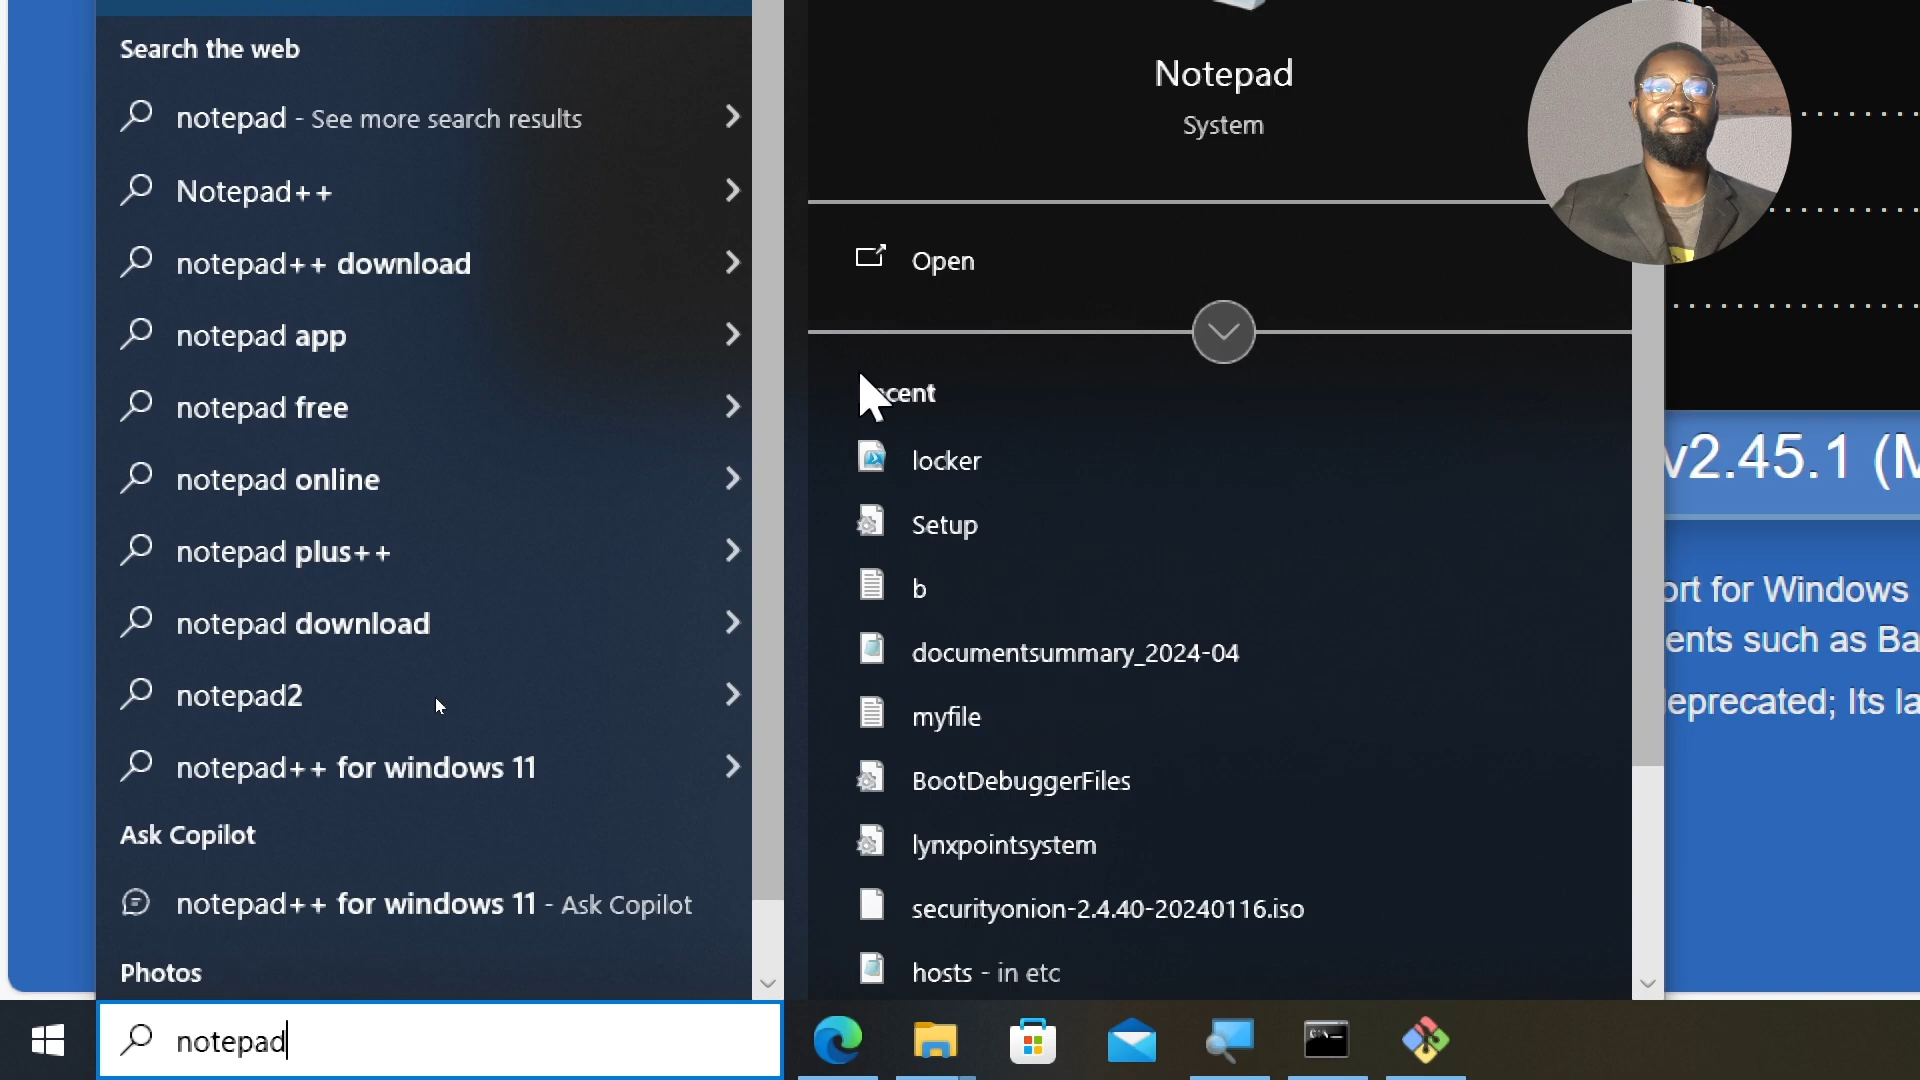 Search the web
notepad - See more search results
Notepad++
notepad++ download
notepad app
notepad free
notepad online
notepad plus++
notepad download
notepad2
notepad++ for windows 11
Ask Copilot
notepad++ for windows 11 - Ask Copilot
Photos
notepad
Notepad
System
Open
cent
locker
Setup
b
documentsummary_2024-04
myfile
BootDebuggerFiles
lynxpointsystem
securityonion-2.4.40-20240116.iso
hosts - in etc
v2.45.1 (M
ort for Windows
ents such as Ba
eprecated; Its la